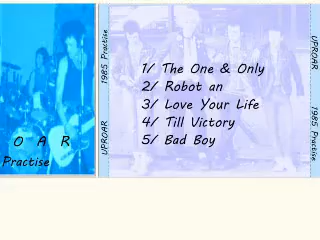 O A R
Practise
UPROAR 1985 Practise
1/ The One & Only
2/ Robot an
3/ Love Your Life
4/ Till Victory
5/ Bad Boy
UPROAR 1985 Practise